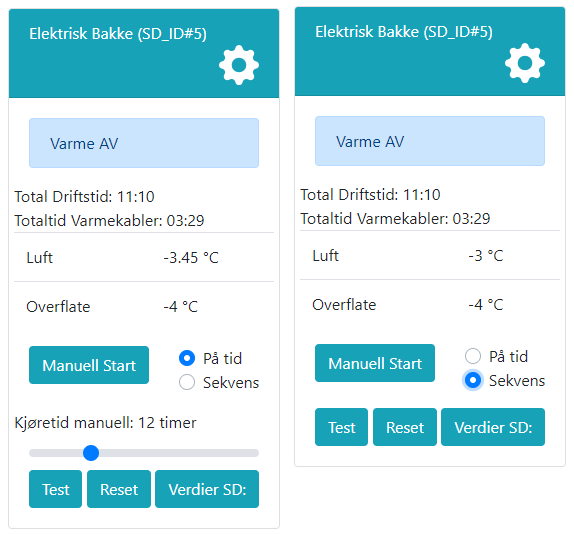 Elektrisk Bakke (SD_ID#5)
Varme AV
Total Driftstid: 11:10
Totaltid Varmekabler: 03:29
Luft -3.45 °C
Overflate -4 °C
Manuell Start
På tid
Sekvens
Kjøretid manuell: 12 timer
Test Reset Verdier SD:
Elektrisk Bakke (SD_ID#5)
Varme AV
Total Driftstid: 11:10
Totaltid Varmekabler: 03:29
Luft -3 °C
Overflate -4 °C
Manuell Start
På tid
Sekvens
Test Reset Verdier SD: